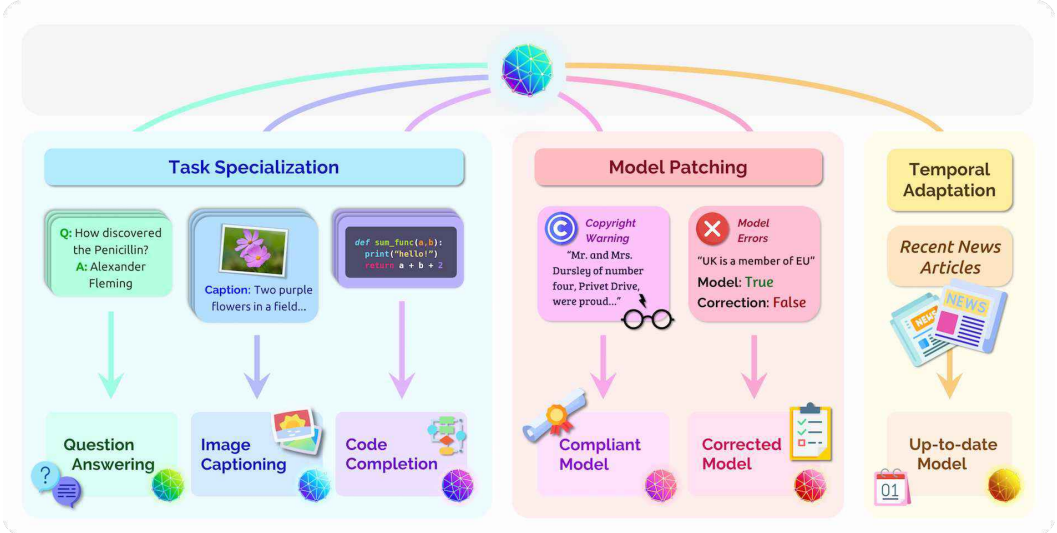 Task Specialization
Q: How discovered
the Penicillin?
A: Alexander
Fleming
Caption: Two purple
flowers in a field...
def sum_func(a,b):
print("hello!")
return a + b + 2
Question
Answering
?
Image
Captioning
Code
Completion
Model Patching
C
Copyright
Warning
"Mr. and Mrs.
Dursley of number
four, Privet Drive,
were proud..."
Model
Errors
"UK is a member of EU"
Model: True
Correction: False
Compliant
Model
Corrected
Model
Temporal
Adaptation
Recent News
Articles
NEWS
NEWS
Up-to-date
Model
01